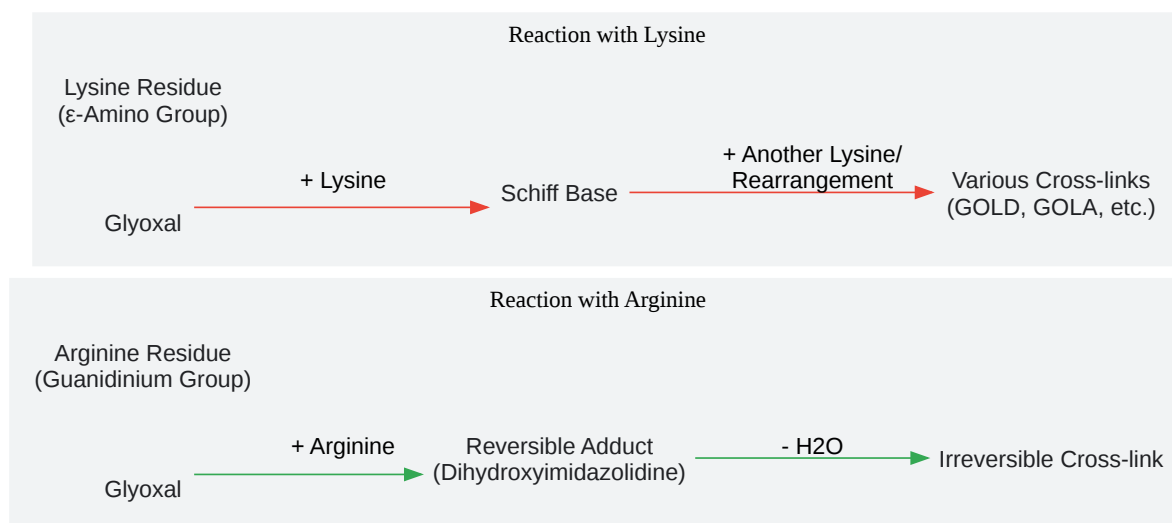 Reaction with Lysine
Lysine Residue
(ε-Amino Group)
+ Lysine
+ Another Lysine/
Rearrangement
Glyoxal
Schiff Base
Various Cross-links
(GOLD, GOLA, etc.)
Reaction with Arginine
Arginine Residue
(Guanidinium Group)
+ Arginine
- H2O
Glyoxal
Reversible Adduct
(Dihydroxyimidazolidine)
Irreversible Cross-link